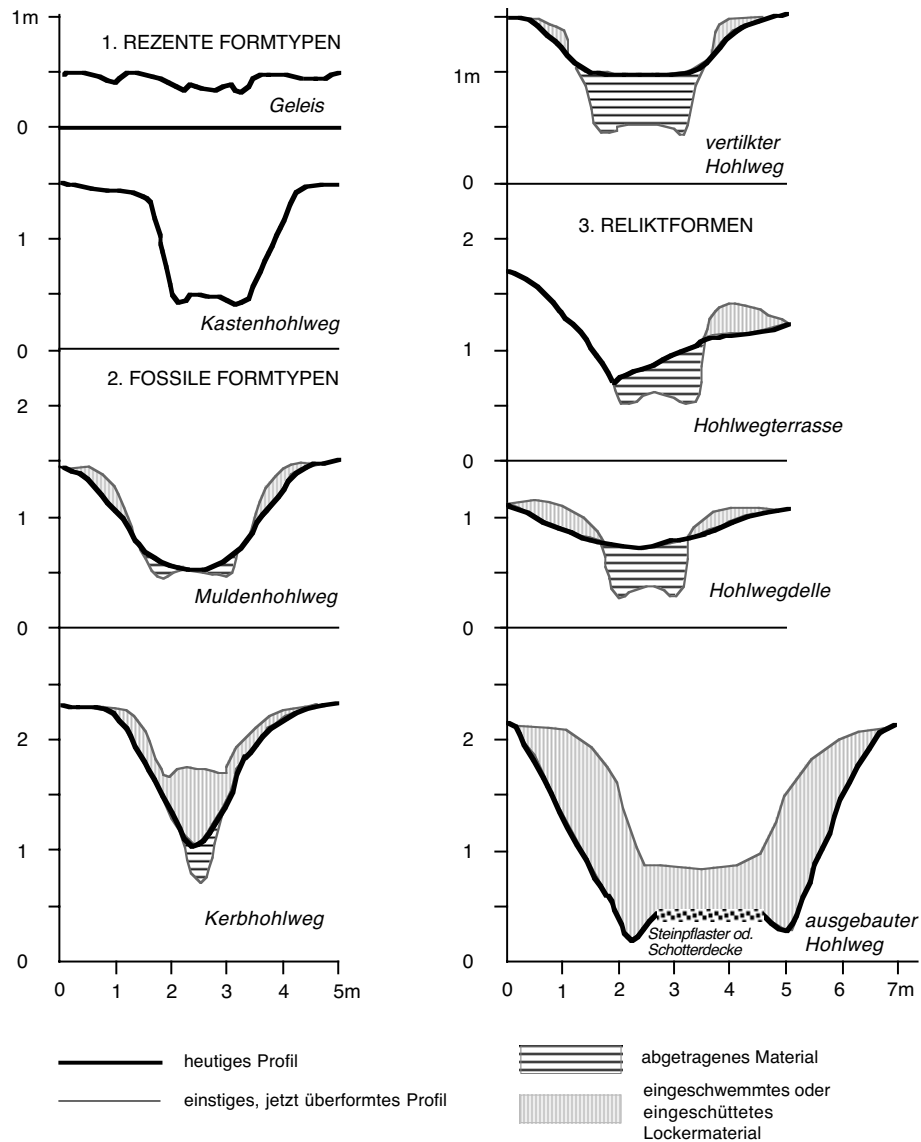 1m
1. REZENTE FORMTYPEN
Geleis
0
1
Kastenhohlweg
0
2. FOSSILE FORMTYPEN
2
1
Muldenhohlweg
0
2
1
Kerbhohlweg
0
0 1 2 3 4 5m
1m
vertilkter
Hohlweg
0
3. RELIKTFORMEN
2
1
Hohlwegterrasse
0
1
Hohlwegdelle
0
2
1
Steinpflaster od.
Schotterdecke
ausgebauter
Hohlweg
0
0 1 2 3 4 5 6 7m
heutiges Profil
einstiges, jetzt überformtes Profil
abgetragenes Material
eingeschwemmtes oder
eingeschüttetes
Lockermaterial